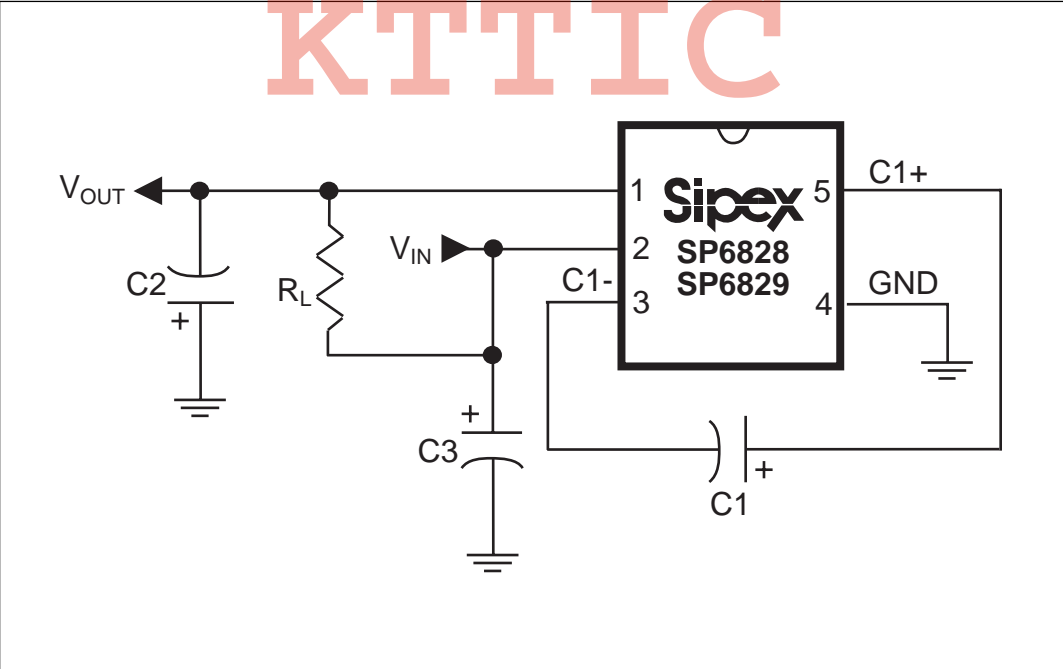 KTTIC
C1+
VOUT
1
Sipex
5
VIN
2
SP6828
C1-
SP6829
GND
C2
RL
3
4
+
+
C3
+
C1